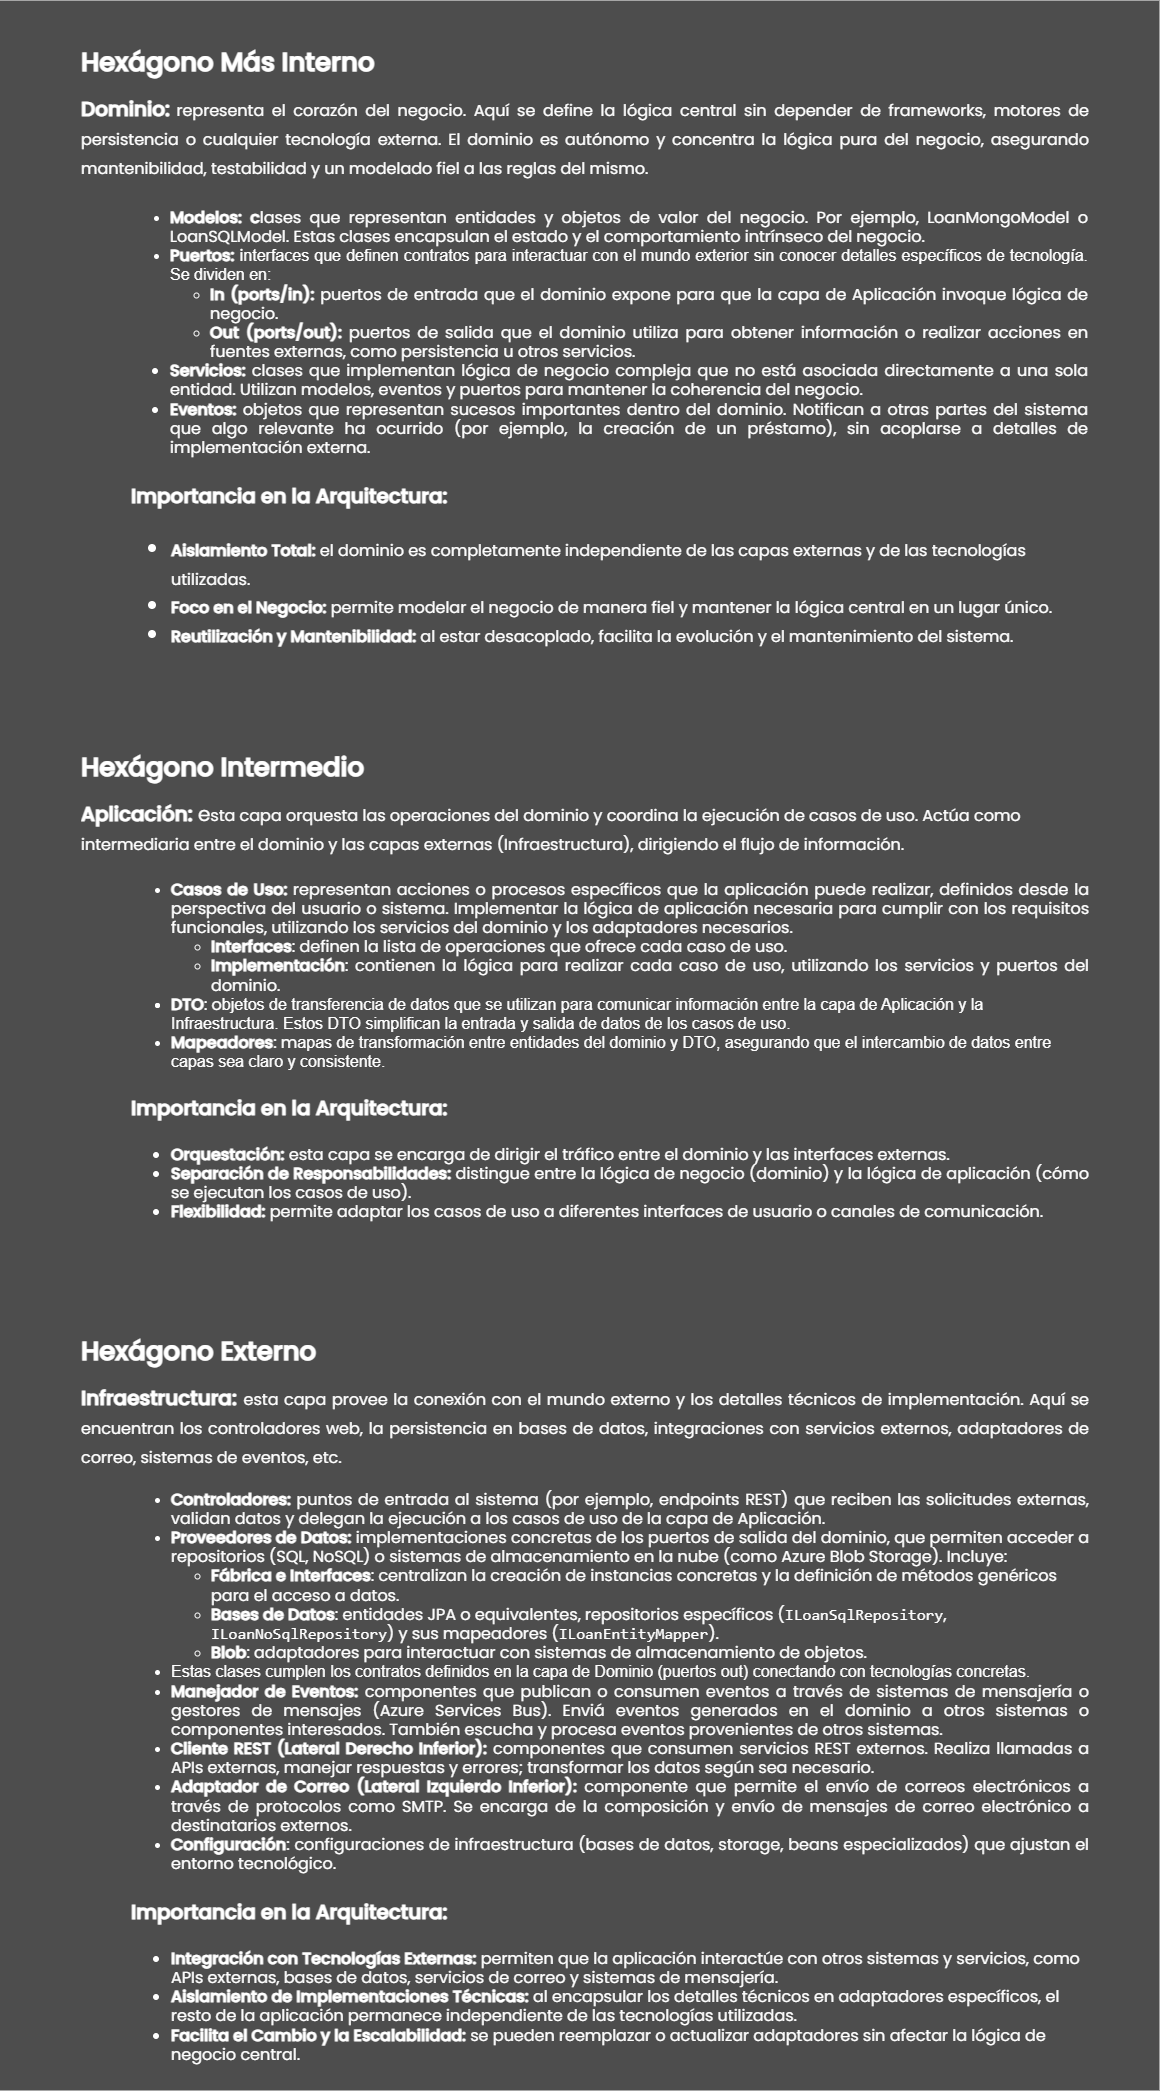 Hexágono Más Interno
Dominio: representa el corazón del negocio. Aquí se define la lógica central sin depender de frameworks, motores de
persistencia o cualquier tecnología externa. El dominio es autónomo y concentra la lógica pura del negocio, asegurando
mantenibilidad, testabilidad y un modelado fiel a las reglas del mismo.
• Modelos: clases que representan entidades y objetos de valor del negocio. Por ejemplo, LoanMongoModel o
LoanSQLModel. Estas clases encapsulan el estado y el comportamiento intrínseco del negocio.
• Puertos: interfaces que definen contratos para interactuar con el mundo exterior sin conocer detalles específicos de tecnología.
Se dividen en:
◦ In (ports/in): puertos de entrada que el dominio expone para que la capa de Aplicación invoque lógica de
negocio.
◦ Out (ports/out): puertos de salida que el dominio utiliza para obtener información o realizar acciones en
fuentes externas, como persistencia u otros servicios.
• Servicios: clases que implementan lógica de negocio compleja que no está asociada directamente a una sola
entidad. Utilizan modelos, eventos y puertos para mantener la coherencia del negocio.
• Eventos: objetos que representan sucesos importantes dentro del dominio. Notifican a otras partes del sistema
que algo relevante ha ocurrido (por ejemplo, la creación de un préstamo), sin acoplarse a detalles de
implementación externa.
Importancia en la Arquitectura:
• Aislamiento Total: el dominio es completamente independiente de las capas externas y de las tecnologías
utilizadas.
• Foco en el Negocio: permite modelar el negocio de manera fiel y mantener la lógica central en un lugar único.
• Reutilización y Mantenibilidad: al estar desacoplado, facilita la evolución y el mantenimiento del sistema.
Hexágono Intermedio
Aplicación: esta capa orquesta las operaciones del dominio y coordina la ejecución de casos de uso. Actúa como
intermediaria entre el dominio y las capas externas (Infraestructura), dirigiendo el flujo de información.
• Casos de Uso: representan acciones o procesos específicos que la aplicación puede realizar, definidos desde la
perspectiva del usuario o sistema. Implementar la lógica de aplicación necesaria para cumplir con los requisitos
funcionales, utilizando los servicios del dominio y los adaptadores necesarios.
◦ Interfaces: definen la lista de operaciones que ofrece cada caso de uso.
◦ Implementación: contienen la lógica para realizar cada caso de uso, utilizando los servicios y puertos del
dominio.
• DTO: objetos de transferencia de datos que se utilizan para comunicar información entre la capa de Aplicación y la
Infraestructura. Estos DTO simplifican la entrada y salida de datos de los casos de uso.
• Mapeadores: mapas de transformación entre entidades del dominio y DTO, asegurando que el intercambio de datos entre
capas sea claro y consistente.
Importancia en la Arquitectura:
• Orquestación: esta capa se encarga de dirigir el tráfico entre el dominio y las interfaces externas.
• Separación de Responsabilidades: distingue entre la lógica de negocio (dominio) y la lógica de aplicación (cómo
se ejecutan los casos de uso).
• Flexibilidad: permite adaptar los casos de uso a diferentes interfaces de usuario o canales de comunicación.
Hexágono Externo
Infraestructura: esta capa provee la conexión con el mundo externo y los detalles técnicos de implementación. Aquí se
encuentran los controladores web, la persistencia en bases de datos, integraciones con servicios externos, adaptadores de
correo, sistemas de eventos, etc.
• Controladores: puntos de entrada al sistema (por ejemplo, endpoints REST) que reciben las solicitudes externas,
validan datos y delegan la ejecución a los casos de uso de la capa de Aplicación.
• Proveedores de Datos: implementaciones concretas de los puertos de salida del dominio, que permiten acceder a
repositorios (SQL, NoSQL) o sistemas de almacenamiento en la nube (como Azure Blob Storage). Incluye:
◦ Fábrica e Interfaces: centralizan la creación de instancias concretas y la definición de métodos genéricos
para el acceso a datos.
◦ Bases de Datos: entidades JPA o equivalentes, repositorios específicos (ILoanSqlRepository,
ILoanNoSqlRepository) y sus mapeadores (ILoanEntityMapper).
◦ Blob: adaptadores para interactuar con sistemas de almacenamiento de objetos.
• Estas clases cumplen los contratos definidos en la capa de Dominio (puertos out) conectando con tecnologías concretas.
• Manejador de Eventos: componentes que publican o consumen eventos a través de sistemas de mensajería o
gestores de mensajes (Azure Services Bus). Enviá eventos generados en el dominio a otros sistemas o
componentes interesados. También escucha y procesa eventos provenientes de otros sistemas.
• Cliente REST (Lateral Derecho Inferior): componentes que consumen servicios REST externos. Realiza llamadas a
APIs externas, manejar respuestas y errores; transformar los datos según sea necesario.
• Adaptador de Correo (Lateral Izquierdo Inferior): componente que permite el envío de correos electrónicos a
través de protocolos como SMTP. Se encarga de la composición y envío de mensajes de correo electrónico a
destinatarios externos.
• Configuración: configuraciones de infraestructura (bases de datos, storage, beans especializados) que ajustan el
entorno tecnológico.
Importancia en la Arquitectura:
• Integración con Tecnologías Externas: permiten que la aplicación interactúe con otros sistemas y servicios, como
APIs externas, bases de datos, servicios de correo y sistemas de mensajería.
• Aislamiento de Implementaciones Técnicas: al encapsular los detalles técnicos en adaptadores específicos, el
resto de la aplicación permanece independiente de las tecnologías utilizadas.
• Facilita el Cambio y la Escalabilidad: se pueden reemplazar o actualizar adaptadores sin afectar la lógica de
negocio central.